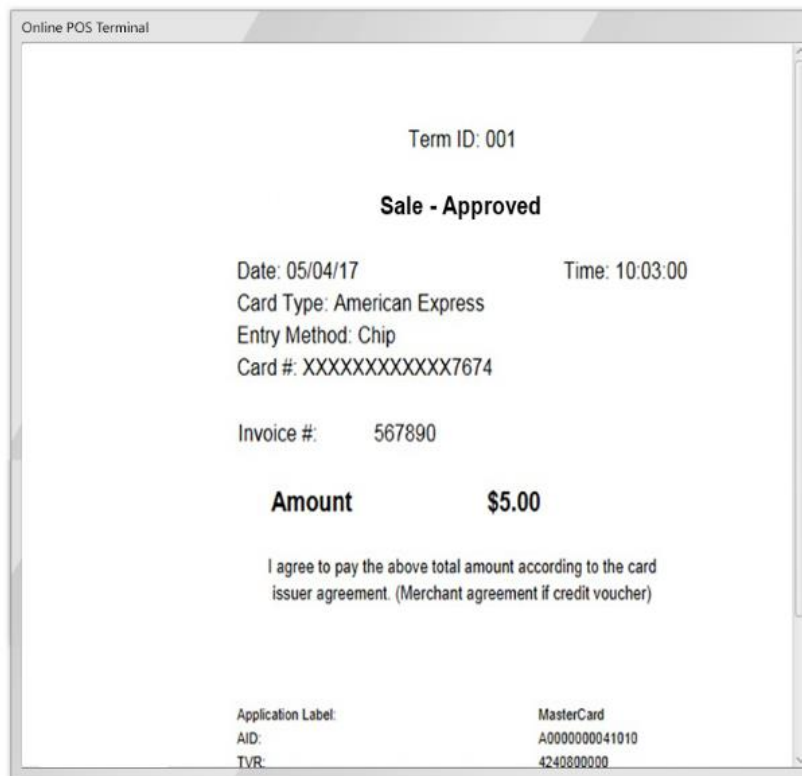 Online POS Terminal
Term ID: 001
Sale - Approved
Date: 05/04/17 Time: 10:03:00
Card Type: American Express
Entry Method: Chip
Card #: XXXXXXXXXXXX7674
Invoice #: 567890
Amount $5.00
I agree to pay the above total amount according to the card
issuer agreement. (Merchant agreement if credit voucher)
Application Label: MasterCard
AID: A0000000041010
TVR: 4240800000